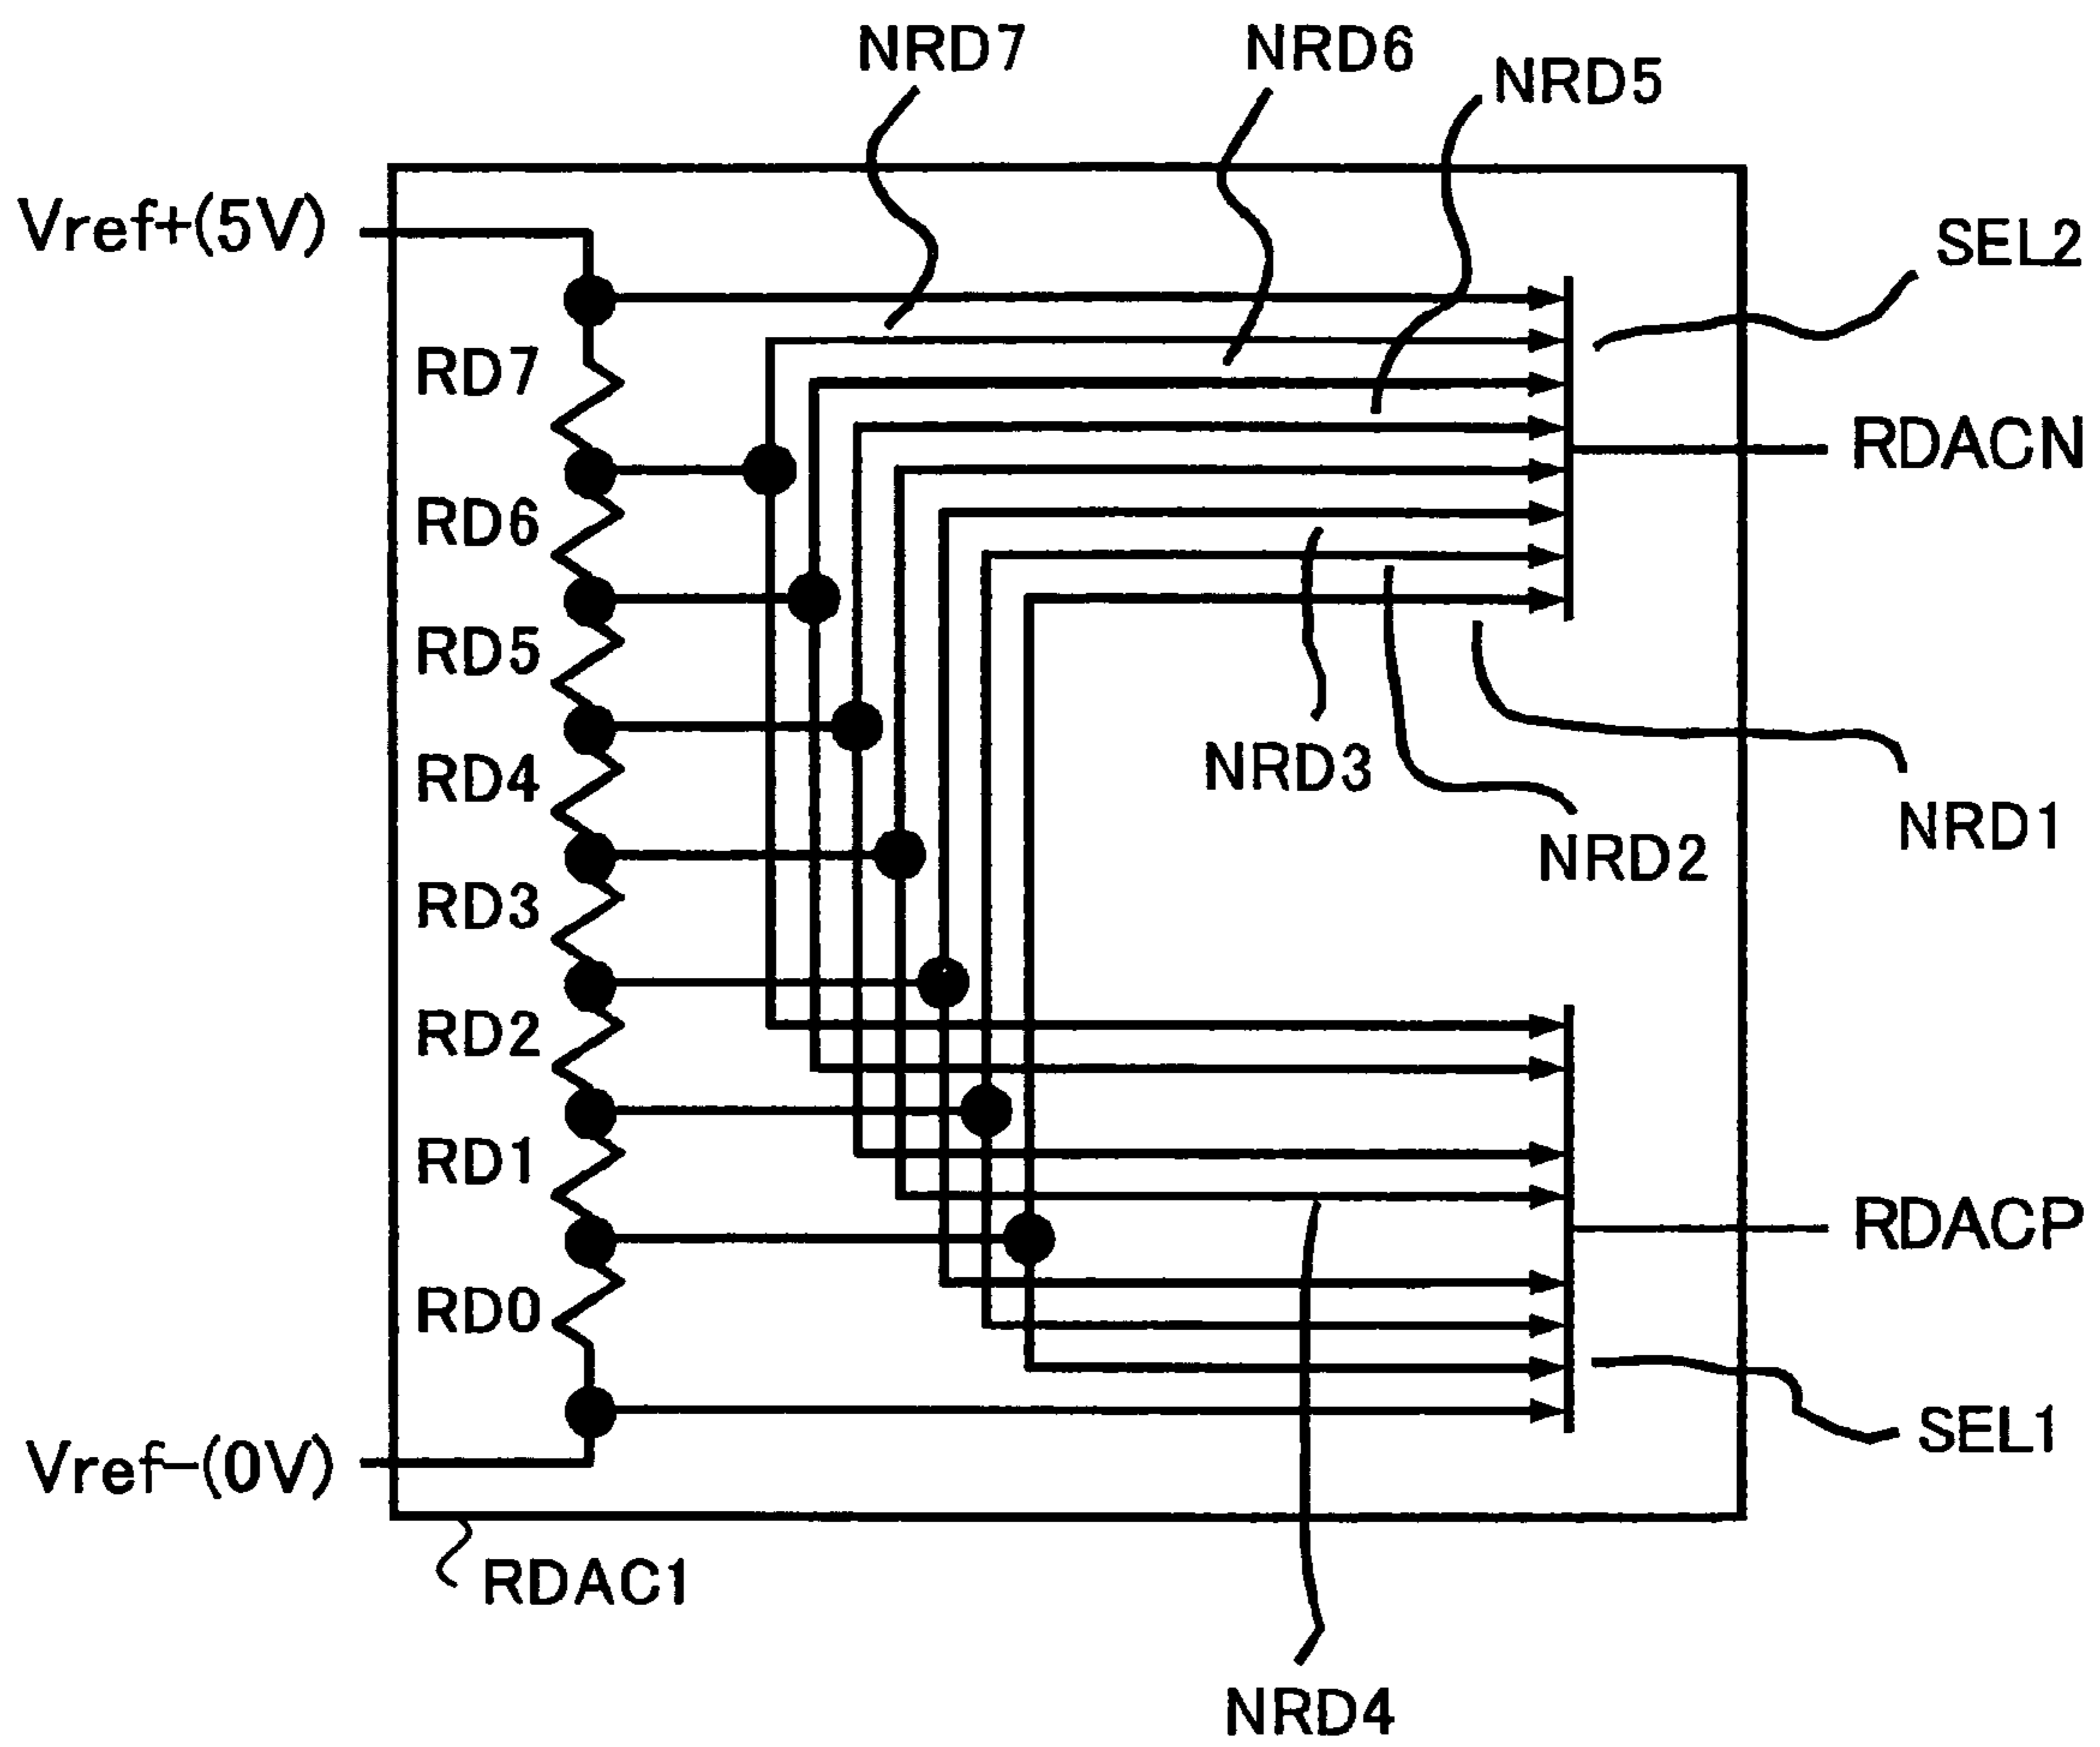 NRD7
NRD6
NRD5
Vref+(5V)
SEL2
RD7
RDACN
RD6
RD5
RD4
NRD3
NRD1
NRD2
RD3
RD2
RD1
RDACP
RD0
SEL1
Vref-(0V)
RDAC1
NRD4